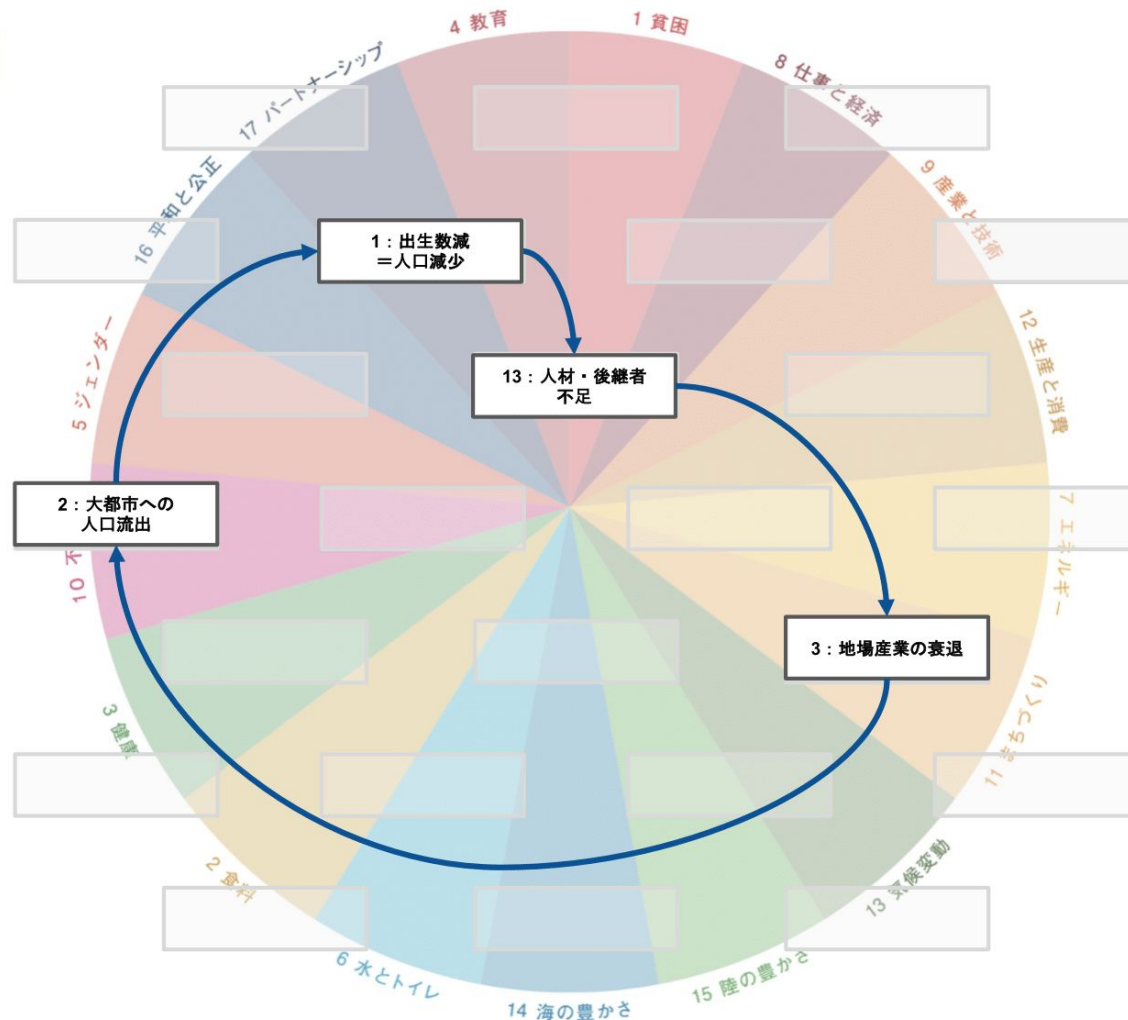 4 教育
1 貧困
17 パートナーシップ
8 仕事と経済
16 平和と公正
9 産業と技術
1：出生数減
＝人口減少
5 ジェンダー
12 生産と消費
13：人材・後継者
不足
2：大都市への
人口流出
10 不
7 エネルギー
3：地場産業の衰退
3 健康
11 まちづくり
2 食料
13 気候変動
6 水とトイレ
15 陸の豊かさ
14 海の豊かさ